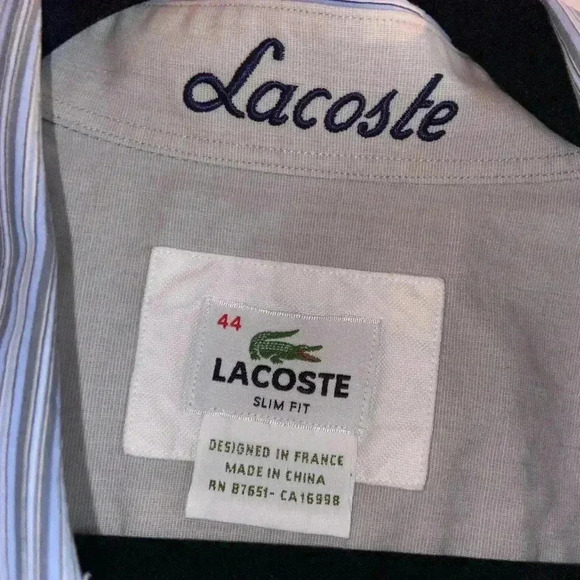 Lacoste
44
LACOSTE
SLIM FIT
DESIGNED IN FRANCE
MADE IN CHINA
RN 87651- CA16998